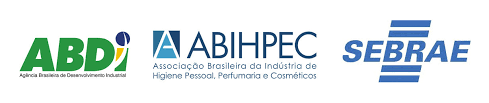 ABDi
Agência Brasileira de Desenvolvimento Industrial
ABIHPEC
Associação Brasileira da Indústria de
Higiene Pessoal, Perfumaria e Cosméticos
SEBRAE